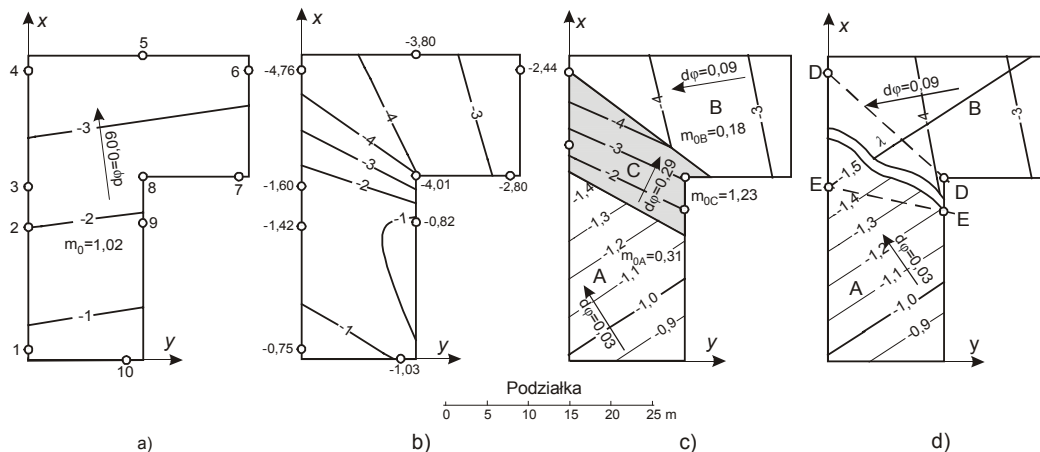 x
4
5
6
-3
dφ=0,09
3
8
7
2
-2
9
m₀=1,02
-1
1
10
y
a)
x
-3,80
-4,76
-4
-3
-4
-3
-2
-4,01
-2,80
-1,60
-1
-0,82
-1,42
-1
-0,75
-1,03
y
b)
x
-2,44
dφ=0,09
-4
B
-3
m₀B=0,18
-4
-3
C
-2
dφ=0,29
m₀C=1,23
-1,4
-1,3
-1,2
m₀A=0,31
A
-1,1
-1,0
dφ=0,03
-0,9
y
c)
x
D
dφ=0,09
-4
B
-3
λ
D
E
-1,5
-1,4
E
-1,3
-1,2
dφ=0,03
A
-1,1
-1,0
-0,9
y
d)
Podziałka
0 5 10 15 20 25 m